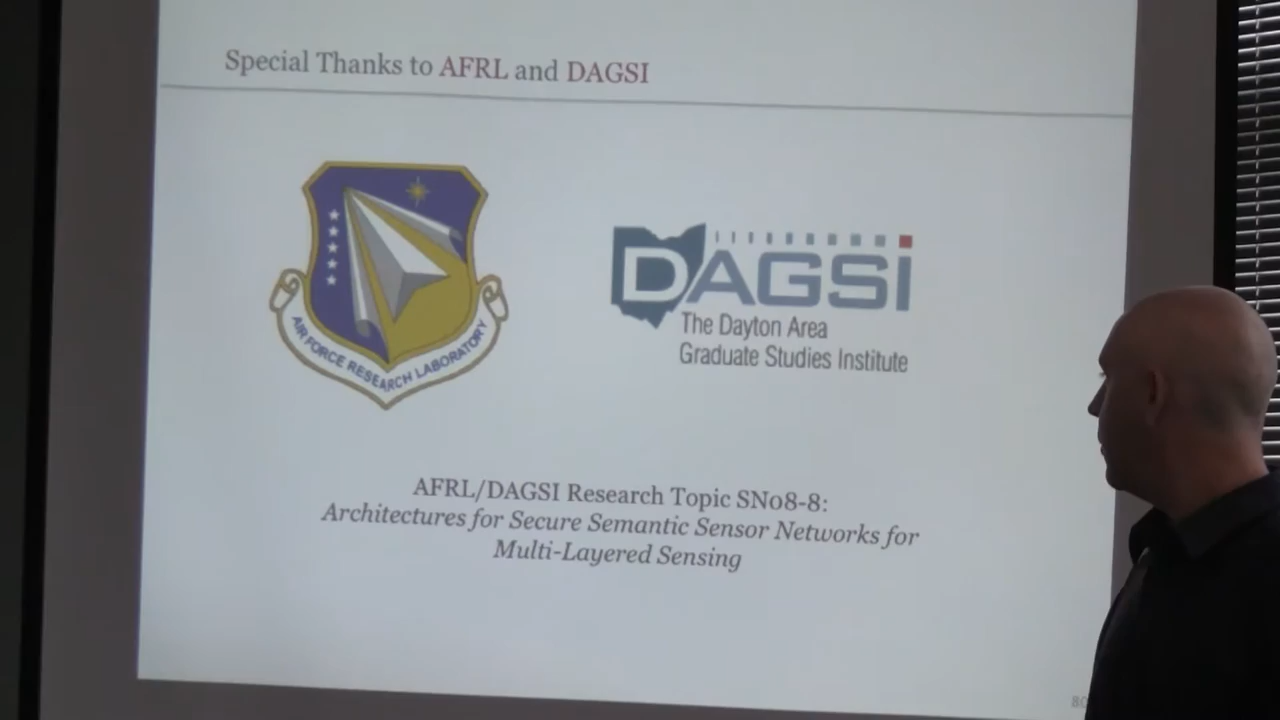 Special Thanks to AFRL and DAGSI
AIR FORCE RESEARCH LABORATORY
DAGSi
The Dayton Area
Graduate Studies Institute
AFRL/DAGSI Research Topic SN08-8:
Architectures for Secure Semantic Sensor Networks for
Multi-Layered Sensing
80